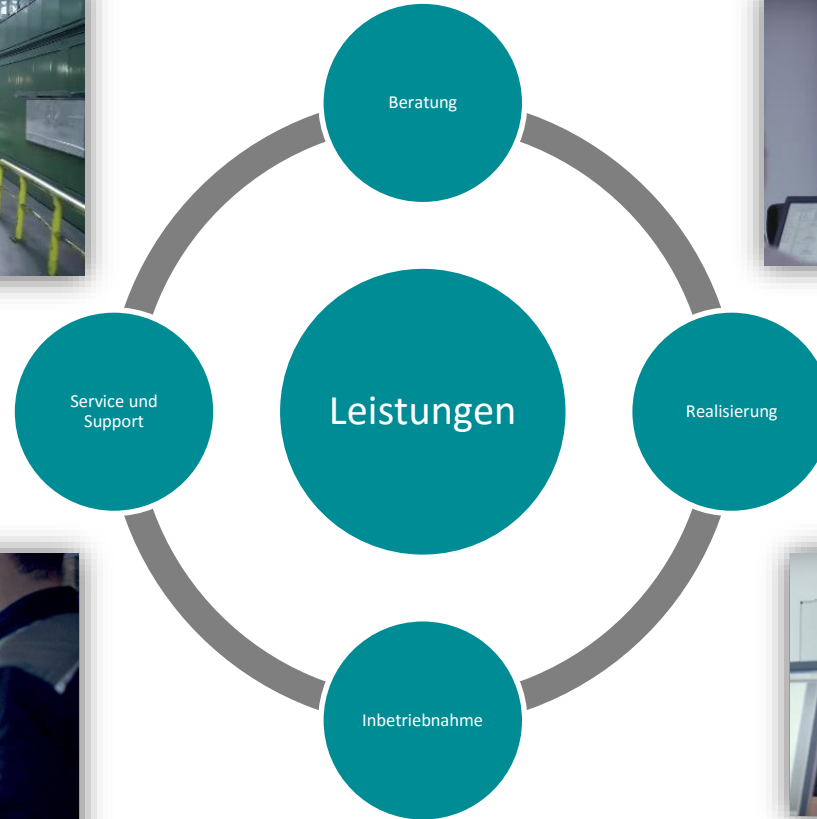 Beratung
Service und
Support
Leistungen
Realisierung
Inbetriebnahme